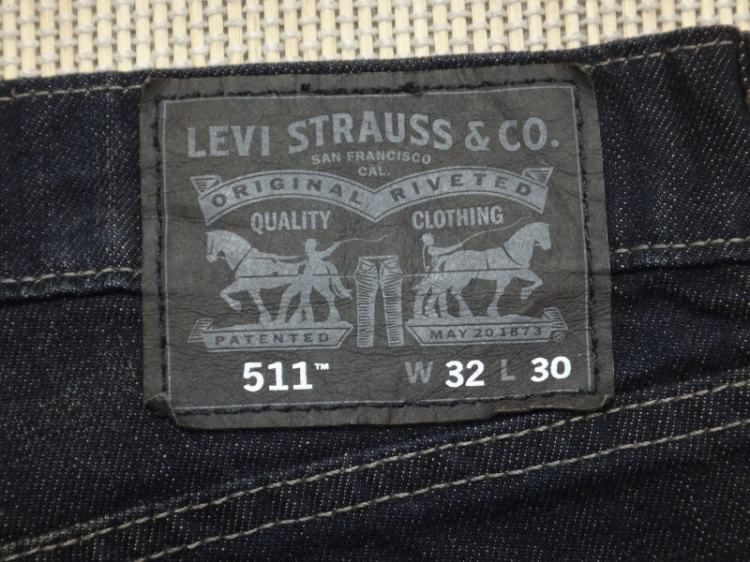 LEVI STRAUSS & CO.
SAN FRANCISCO
CAL.
ORIGINAL RIVETED
QUALITY CLOTHING
PATENTED MAY 20 1873 ®
511™ W 32 L 30